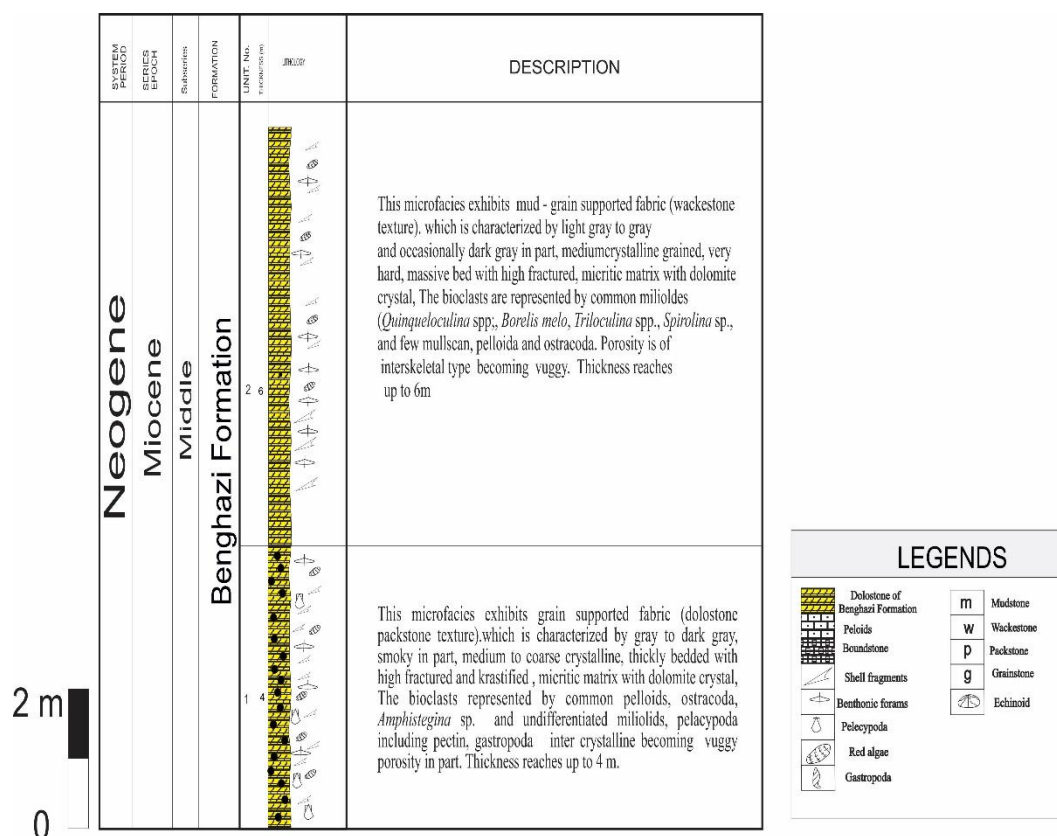 SYSTEM
PERIOD
SERIES
EPOCH
Subseries
FORMATION
UNIT. No.
THICKNESS (m)
LITHOLOGY
DESCRIPTION
Neogene
Miocene
Middle
Benghazi Formation
2 6
This microfacies exhibits mud - grain supported fabric (wackestone
texture). which is characterized by light gray to gray
and occasionally dark gray in part, mediumcrystalline grained, very
hard, massive bed with high fractured, micritic matrix with dolomite
crystal, The bioclasts are represented by common milioldes
(Quinqueloculina spp;, Borelis melo, Triloculina spp., Spirolina sp.,
and few mullscan, pelloida and ostracoda. Porosity is of
interskeletal type becoming vuggy. Thickness reaches
up to 6m
1 4
This microfacies exhibits grain supported fabric (dolostone
packstone texture).which is characterized by gray to dark gray,
smoky in part, medium to coarse crystalline, thickly bedded with
high fractured and krastified , micritic matrix with dolomite crystal,
The bioclasts represented by common pelloids, ostracoda,
Amphistegina sp. and undifferentiated miliolids, pelacypoda
including pectin, gastropoda inter crystalline becoming vuggy
porosity in part. Thickness reaches up to 4 m.
2 m
0
LEGENDS
Dolostone of
Benghazi Formation
Peloids
Boundstone
Shell fragments
Benthonic forams
Pelecypoda
Red algae
Gastropoda
m Mudstone
w Wackestone
p Packstone
g Grainstone
Echinoid